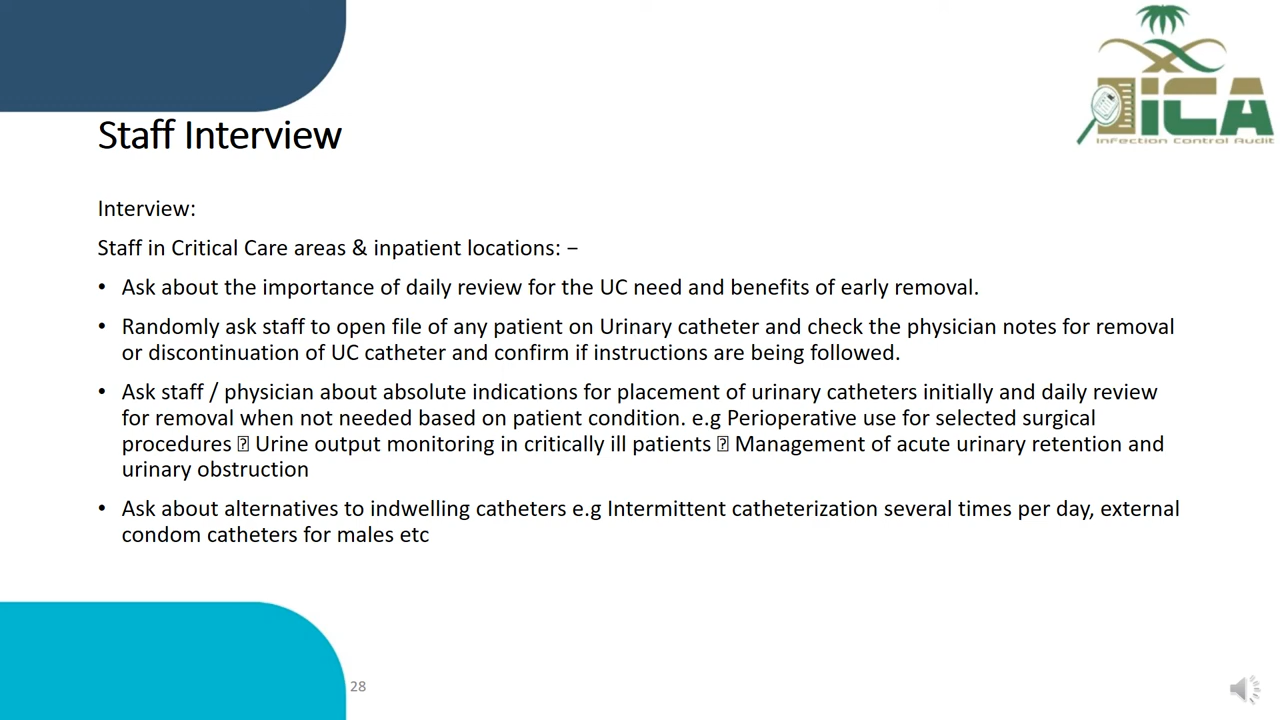 iCA
Infection Control Audit
Staff Interview
Interview:
Staff in Critical Care areas & inpatient locations: –
• Ask about the importance of daily review for the UC need and benefits of early removal.
• Randomly ask staff to open file of any patient on Urinary catheter and check the physician notes for removal
or discontinuation of UC catheter and confirm if instructions are being followed.
• Ask staff / physician about absolute indications for placement of urinary catheters initially and daily review
for removal when not needed based on patient condition. e.g Perioperative use for selected surgical
procedures ⍰ Urine output monitoring in critically ill patients ⍰ Management of acute urinary retention and
urinary obstruction
• Ask about alternatives to indwelling catheters e.g Intermittent catheterization several times per day, external
condom catheters for males etc
28